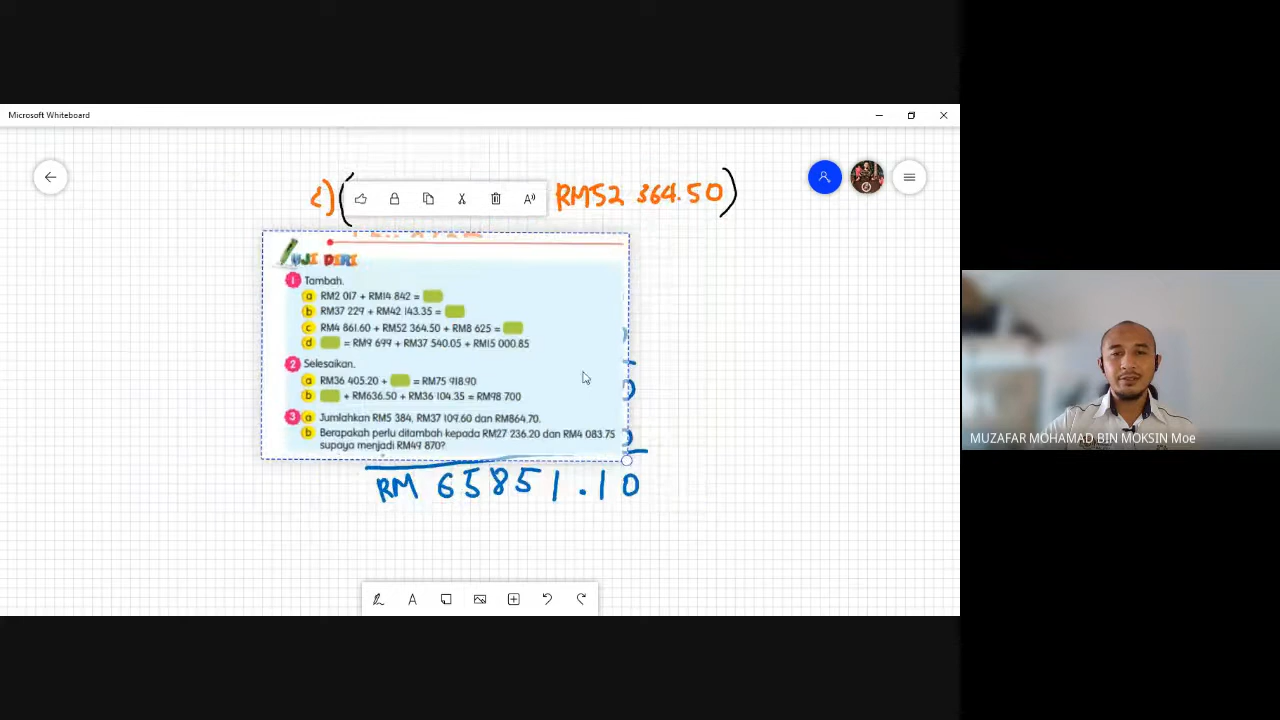 Microsoft Whiteboard
c) ( RM52 364.50 )
UJI DIRI
1 Tambah.
a RM2 017 + RM14 842 =
b RM37 229 + RM42 143.35 =
c RM4 861.60 + RM52 364.50 + RM8 625 =
d = RM9 699 + RM37 540.05 + RM15 000.85
2 Selesaikan.
a RM36 405.20 + = RM75 918.90
b + RM636.50 + RM36 104.35 = RM98 700
3 a Jumlahkan RM5 384, RM37 109.60 dan RM864.70.
b Berapakah perlu ditambah kepada RM27 236.20 dan RM4 083.75
supaya menjadi RM49 870?
RM 65851.10
MUZAFAR MOHAMAD BIN MOKSIN Moe